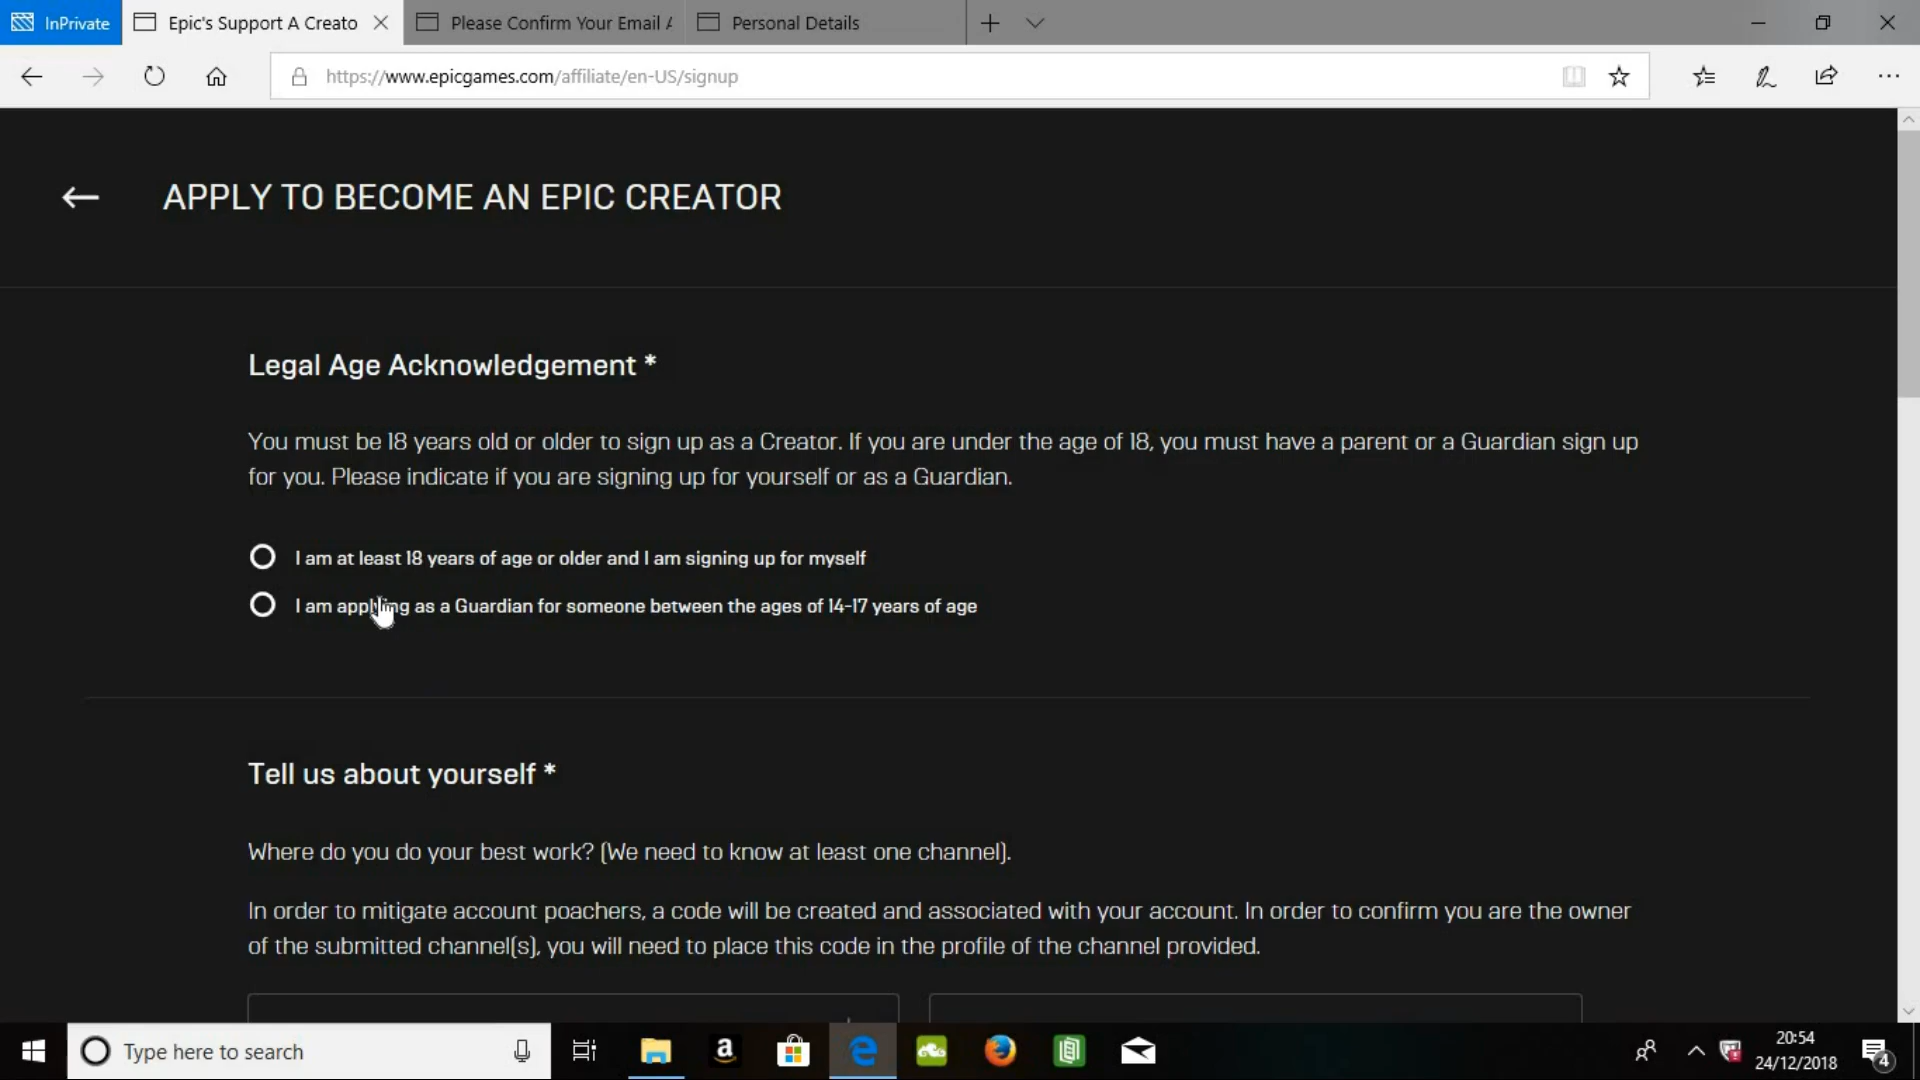 InPrivate
Epic's Support A Creato
Please Confirm Your Email A
Personal Details
https://www.epicgames.com/affiliate/en-US/signup
APPLY TO BECOME AN EPIC CREATOR
Legal Age Acknowledgement *
You must be 18 years old or older to sign up as a Creator. If you are under the age of 18, you must have a parent or a Guardian sign up
for you. Please indicate if you are signing up for yourself or as a Guardian.
I am at least 18 years of age or older and I am signing up for myself
I am applying as a Guardian for someone between the ages of 14-17 years of age
Tell us about yourself *
Where do you do your best work? (We need to know at least one channel).
In order to mitigate account poachers, a code will be created and associated with your account. In order to confirm you are the owner
of the submitted channel(s), you will need to place this code in the profile of the channel provided.
Type here to search
20:54
24/12/2018
4